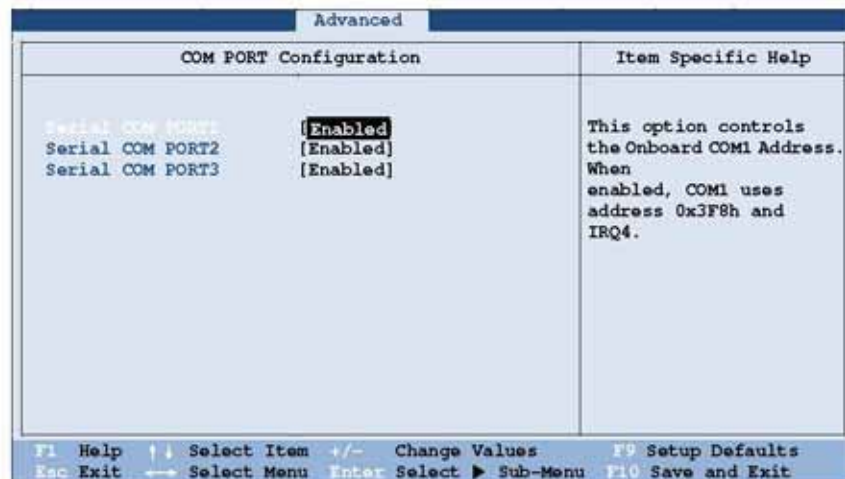 Advanced
COM PORT Configuration
Item Specific Help
Serial COM PORT1 [Enabled
Serial COM PORT2 [Enabled]
Serial COM PORT3 [Enabled]
This option controls
the Onboard COM1 Address.
When
enabled, COM1 uses
address 0x3F8h and
IRQ4.
F1 Help ↑↓ Select Item +/- Change Values F9 Setup Defaults
Esc Exit ←→ Select Menu Enter Select ▶ Sub-Menu F10 Save and Exit